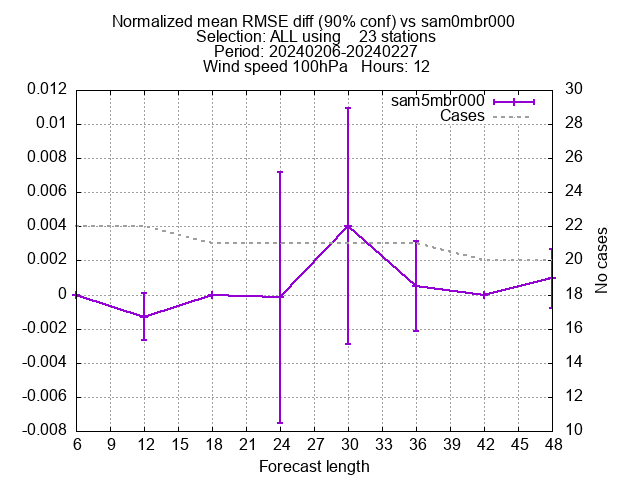 Normalized mean RMSE diff (90% conf) vs sam0mbr000
Selection: ALL using    23 stations
Period: 20240206-20240227
Wind speed 100hPa   Hours: 12
sam5mbr000
Cases
0.012
0.01
0.008
0.006
0.004
0.002
0
-0.002
-0.004
-0.006
-0.008
30
28
26
24
22
20
18
16
14
12
10
No cases
6 9 12 15 18 21 24 27 30 33 36 39 42 45 48
Forecast length